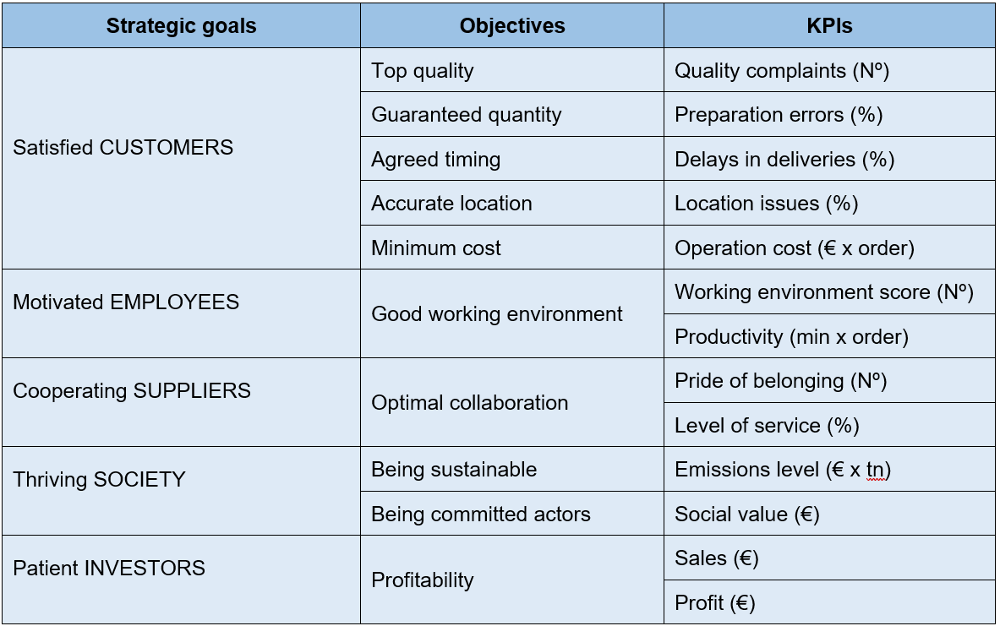 Strategic goals
Objectives
KPIs
Satisfied CUSTOMERS
Top quality
Quality complaints (Nº)
Guaranteed quantity
Preparation errors (%)
Agreed timing
Delays in deliveries (%)
Accurate location
Location issues (%)
Minimum cost
Operation cost (€ x order)
Motivated EMPLOYEES
Good working environment
Working environment score (Nº)
Productivity (min x order)
Cooperating SUPPLIERS
Optimal collaboration
Pride of belonging (Nº)
Level of service (%)
Thriving SOCIETY
Being sustainable
Emissions level (€ x tn)
Being committed actors
Social value (€)
Patient INVESTORS
Profitability
Sales (€)
Profit (€)